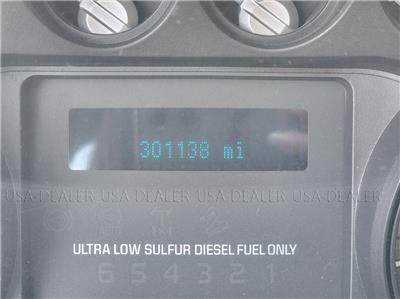 301138 mi
USA-DEALER USA-DEALER USA-DEALER USA-DEALER
ULTRA LOW SULFUR DIESEL FUEL ONLY
6 5 4 3 2 1